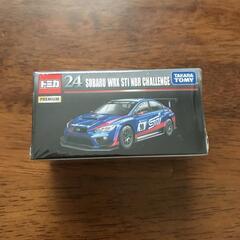 トミカ
PREMIUM
24 SUBARU WRX STI NBR CHALLENGE
TAKARA TOMY
STI